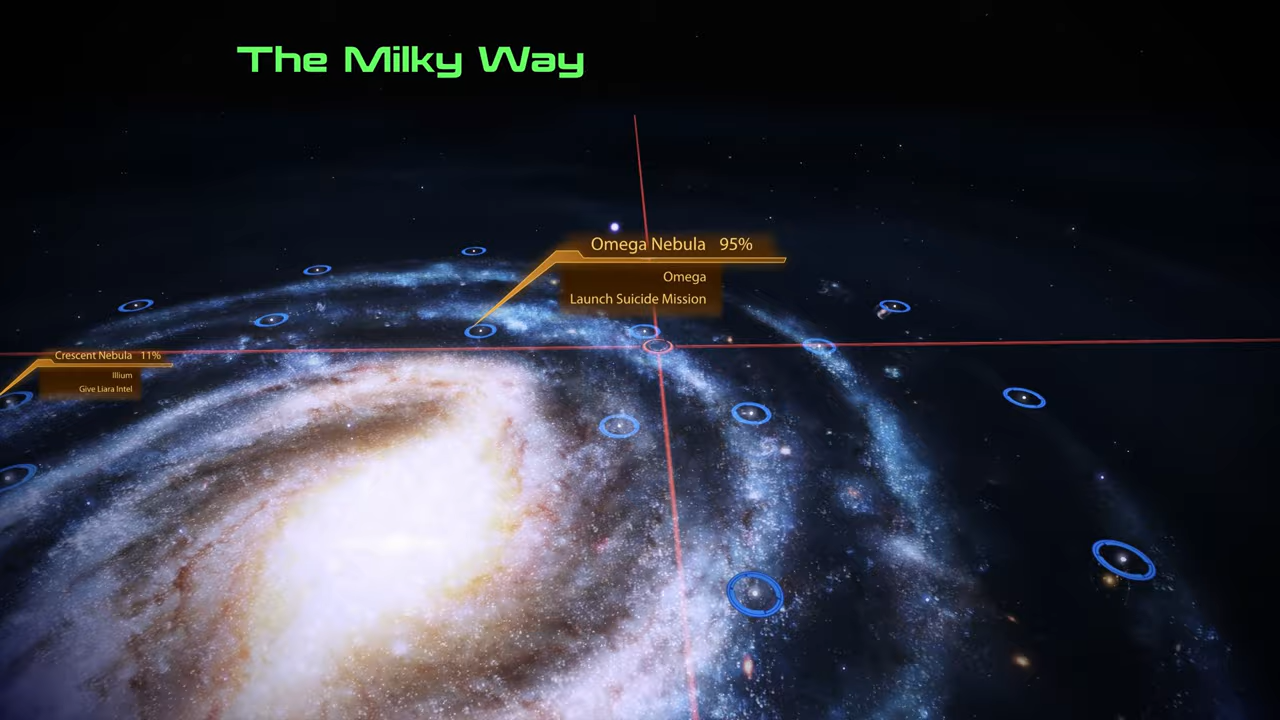 The Milky Way
Omega Nebula 95%
Omega
Launch Suicide Mission
Crescent Nebula 11%
Illium
Give Liara Intel